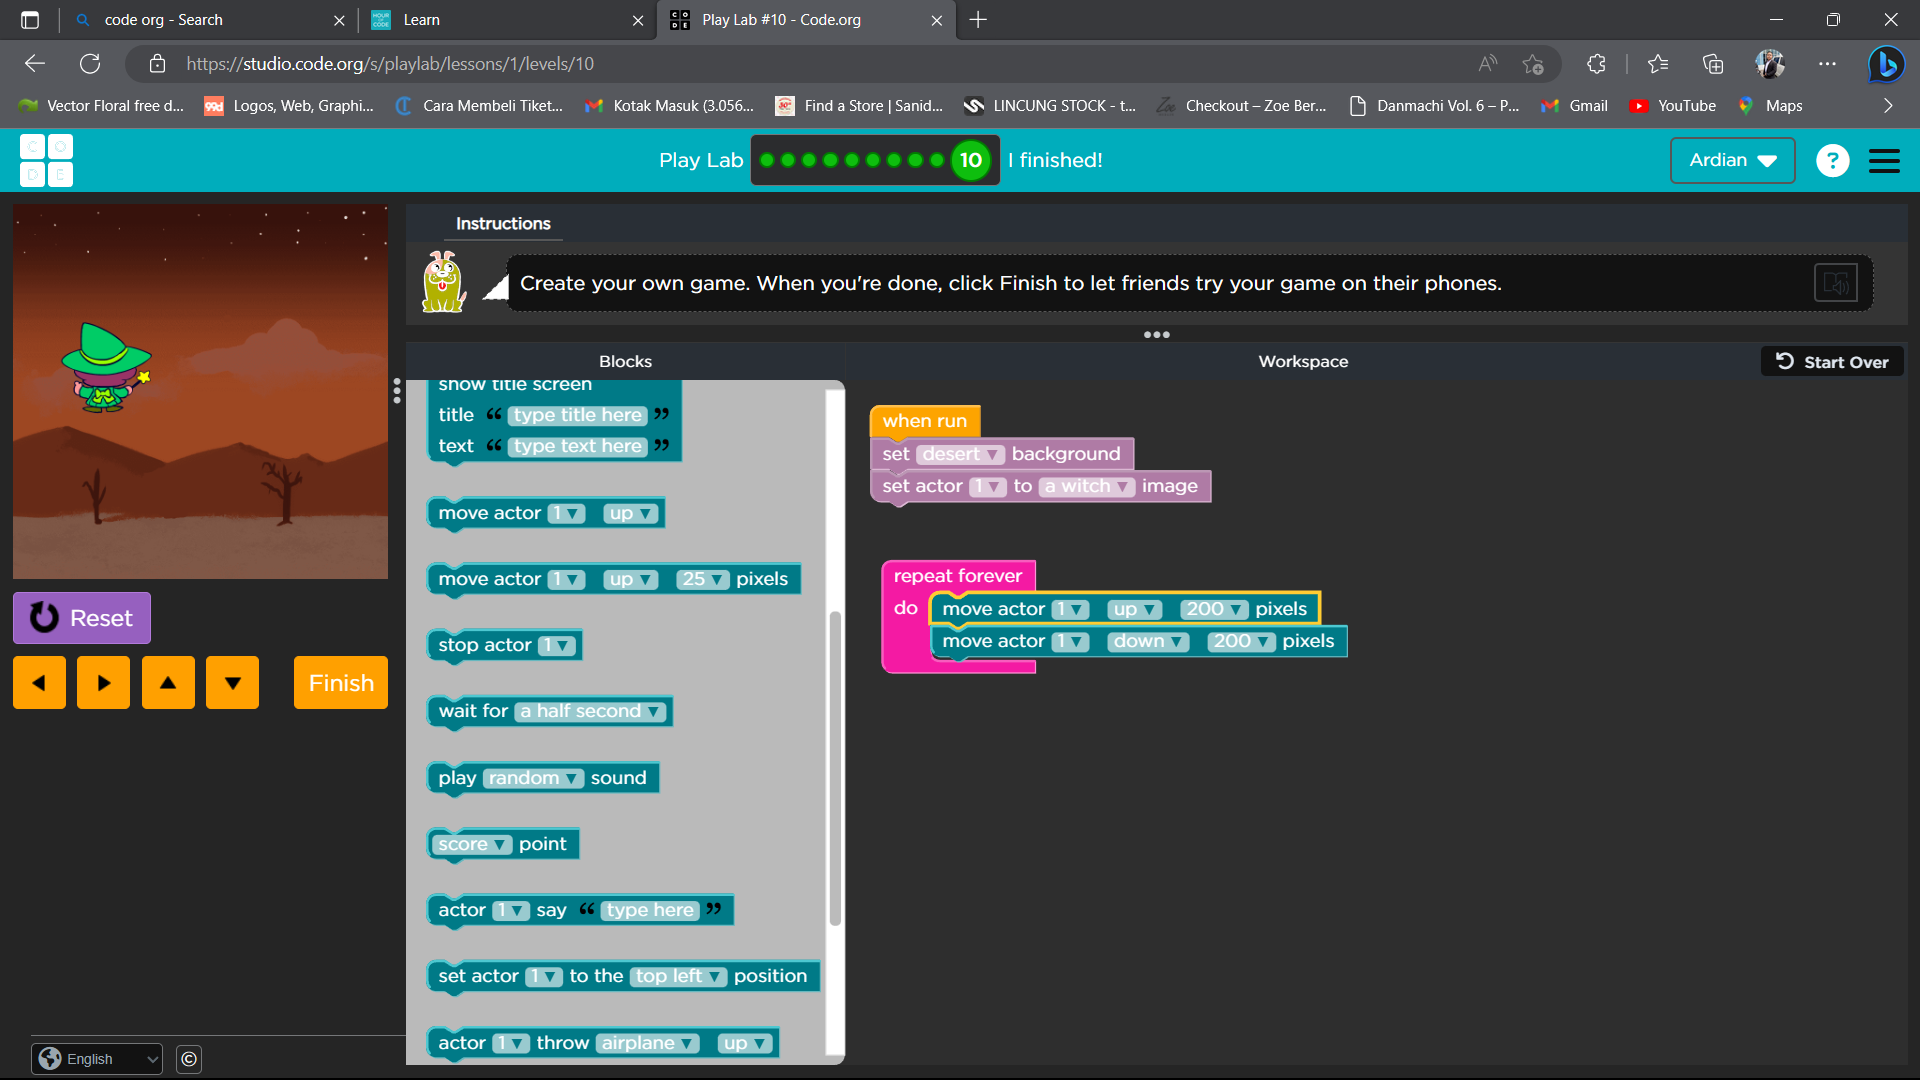 code org - Search
Learn
Play Lab #10 - Code.org
https://studio.code.org/s/playlab/lessons/1/levels/10
Vector Floral free d...
Logos, Web, Graphi...
Cara Membeli Tiket...
Kotak Masuk (3.056...
Find a Store | Sanid...
LINCUNG STOCK - t...
Checkout – Zoe Ber...
Danmachi Vol. 6 – P...
Gmail
YouTube
Maps
C O D E
Play Lab
10
I finished!
Ardian
?
Instructions
Create your own game. When you're done, click Finish to let friends try your game on their phones.
Blocks
Workspace
Start Over
show title screen
title “ type title here ”
text “ type text here ”
move actor 1 up
move actor 1 up 25 pixels
stop actor 1
wait for a half second
play random sound
score point
actor 1 say “ type here ”
set actor 1 to the top left position
actor 1 throw airplane up
when run
set desert background
set actor 1 to a witch image
repeat forever
do move actor 1 up 200 pixels
move actor 1 down 200 pixels
Reset
Finish
English
©